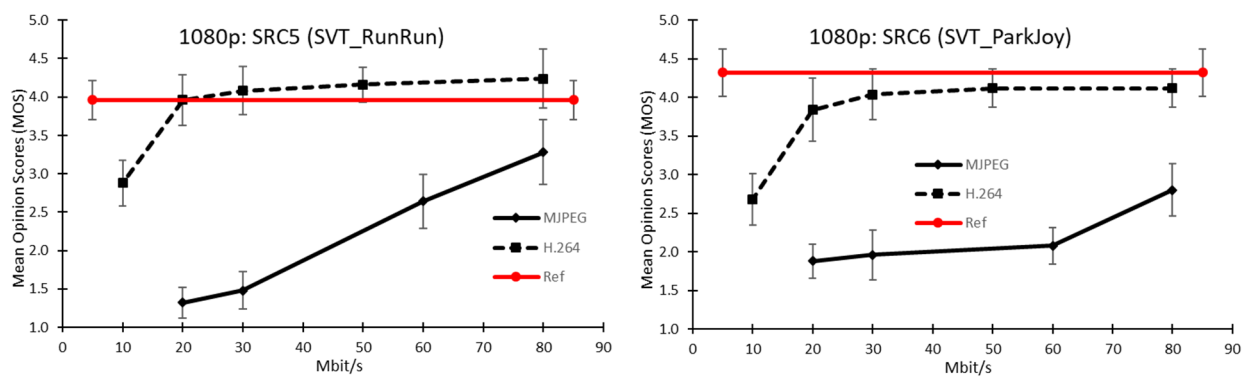 1080p: SRC5 (SVT_RunRun)
Mean Opinion Scores (MOS)
5.0
4.5
4.0
3.5
3.0
2.5
2.0
1.5
1.0
MJPEG
H.264
Ref
0 10 20 30 40 50 60 70 80 90
Mbit/s
1080p: SRC6 (SVT_ParkJoy)
Mean Opinion Scores (MOS)
5.0
4.5
4.0
3.5
3.0
2.5
2.0
1.5
1.0
MJPEG
H.264
Ref
0 10 20 30 40 50 60 70 80 90
Mbit/s